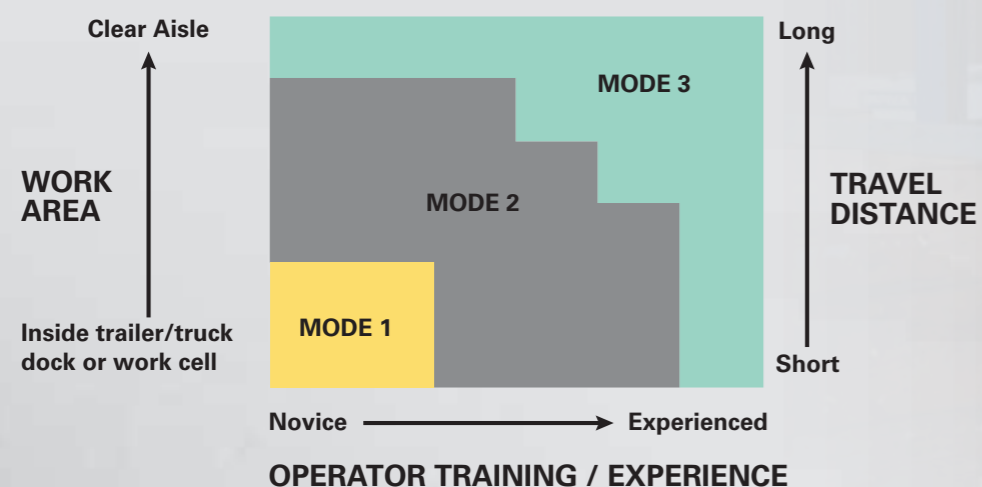 Clear Aisle
WORK
AREA
Inside trailer/truck
dock or work cell
MODE 3
MODE 2
MODE 1
Long
TRAVEL
DISTANCE
Short
Novice
Experienced
OPERATOR TRAINING / EXPERIENCE